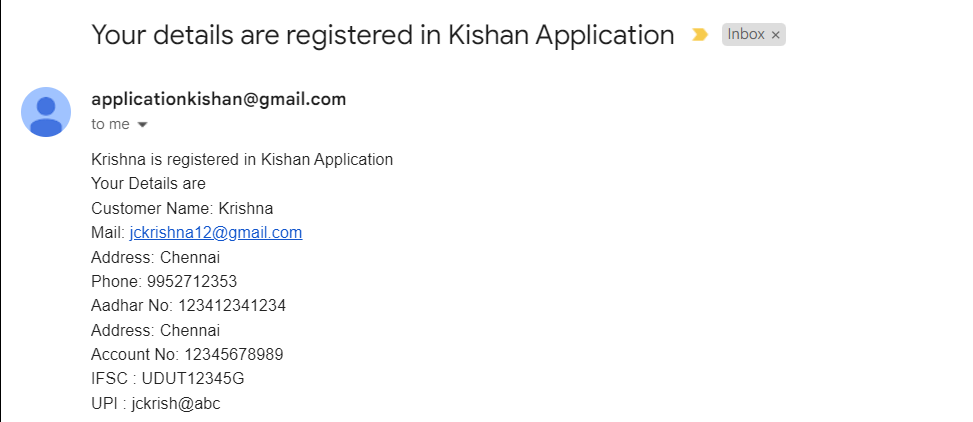 Your details are registered in Kishan Application
Inbox ×
applicationkishan@gmail.com
to me
Krishna is registered in Kishan Application
Your Details are
Customer Name: Krishna
Mail: jckrishna12@gmail.com
Address: Chennai
Phone: 9952712353
Aadhar No: 123412341234
Address: Chennai
Account No: 12345678989
IFSC : UDUT12345G
UPI : jckrish@abc